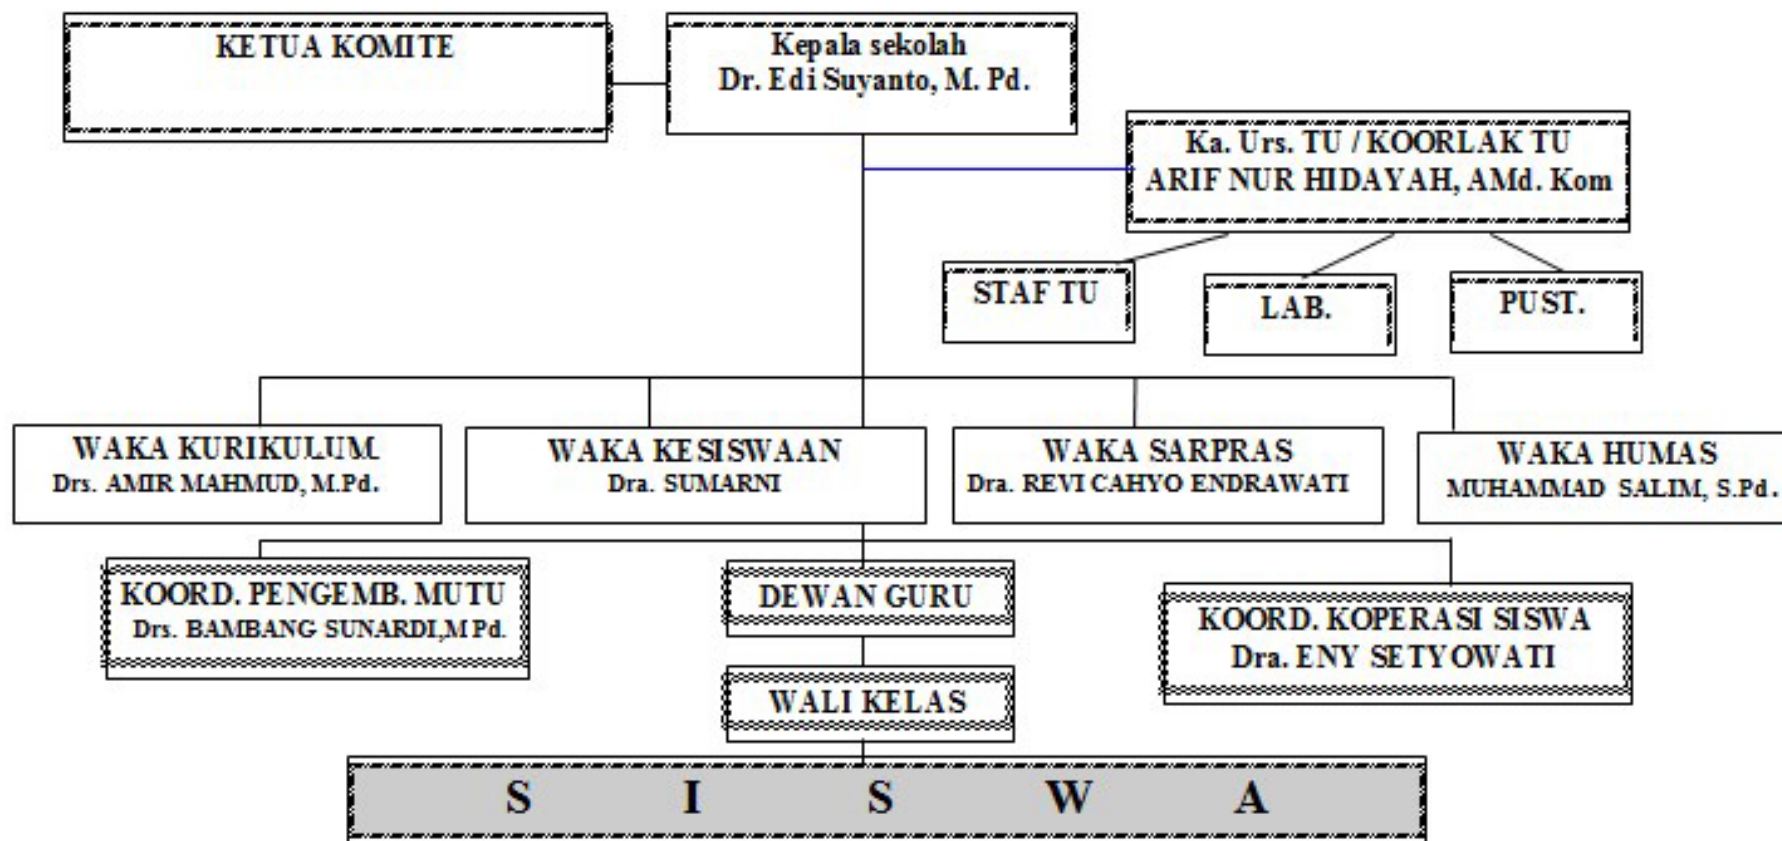 KETUA KOMITE
Kepala sekolah
Dr. Edi Suyanto, M. Pd.
Ka. Urs. TU / KOORLAK TU
ARIF NUR HIDAYAH, AMd. Kom
STAF TU
LAB.
PUST.
WAKA KURIKULUM
Drs. AMIR MAHMUD, M.Pd.
WAKA KESISWAAN
Dra. SUMARNI
WAKA SARPRAS
Dra. REVI CAHYO ENDRAWATI
WAKA HUMAS
MUHAMMAD SALIM, S.Pd.
KOORD. PENGEMB. MUTU
Drs. BAMBANG SUNARDI,M Pd.
DEWAN GURU
KOORD. KOPERASI SISWA
Dra. ENY SETYOWATI
WALI KELAS
S I S W A